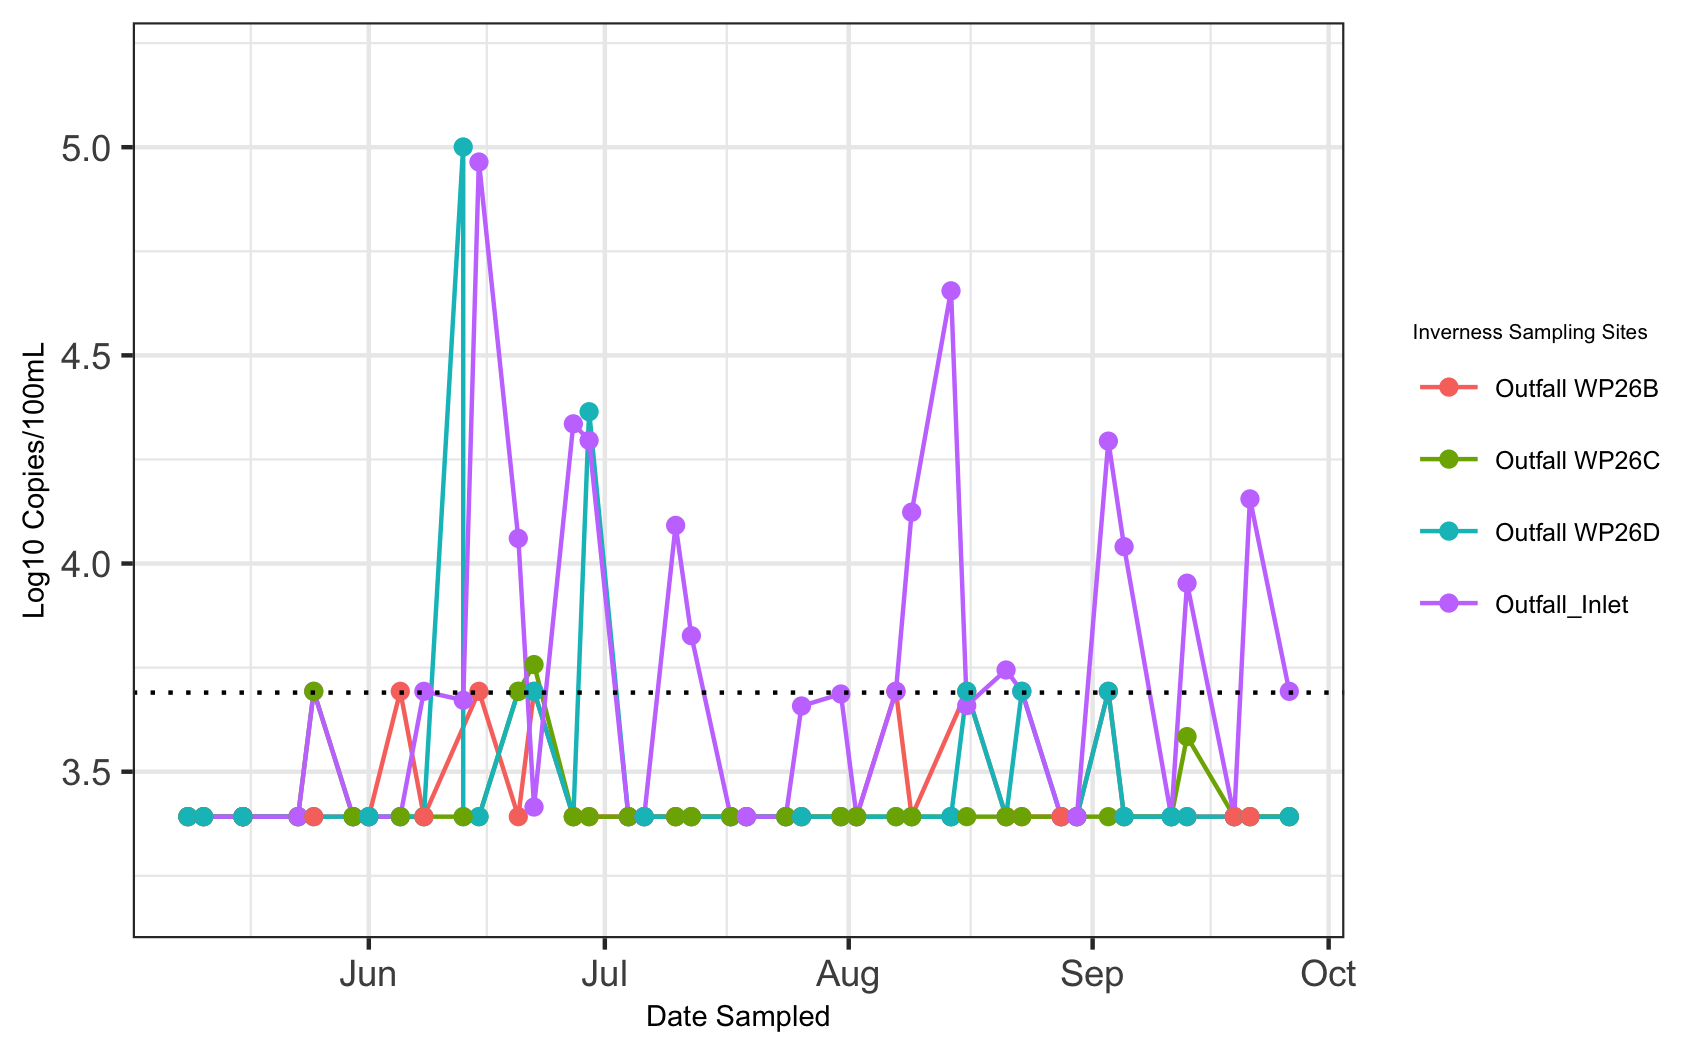 5.0
4.5
4.0
3.5
Log10 Copies/100mL
Jun
Jul
Aug
Sep
Oct
Date Sampled
Inverness Sampling Sites
Outfall WP26B
Outfall WP26C
Outfall WP26D
Outfall_Inlet